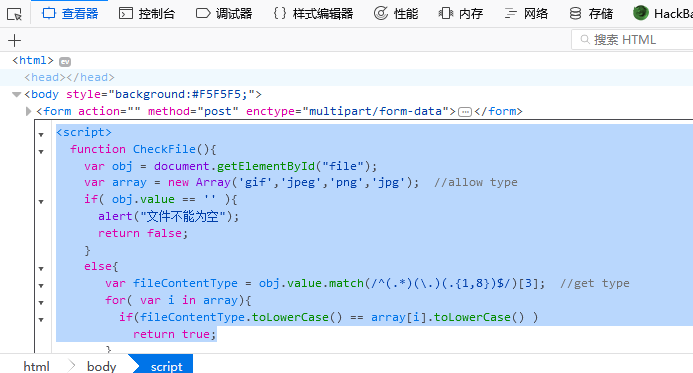 查看器 控制台 调试器 {} 样式编辑器 性能 内存 网络 存储 HackBa
+ 搜索 HTML
<html> ev
<head></head>
<body style="background:#F5F5F5;">
<form action="" method="post" enctype="multipart/form-data">…</form>
<script>
function CheckFile(){
var obj = document.getElementById("file");
var array = new Array('gif','jpeg','png','jpg');  //allow type
if( obj.value == '' ){
alert("文件不能为空");
return false;
}
else{
var fileContentType = obj.value.match(/^(.*)(\.)(.{1,8})$/)[3];  //get type
for( var i in array){
if(fileContentType.toLowerCase() == array[i].toLowerCase() )
return true;
}
html body script